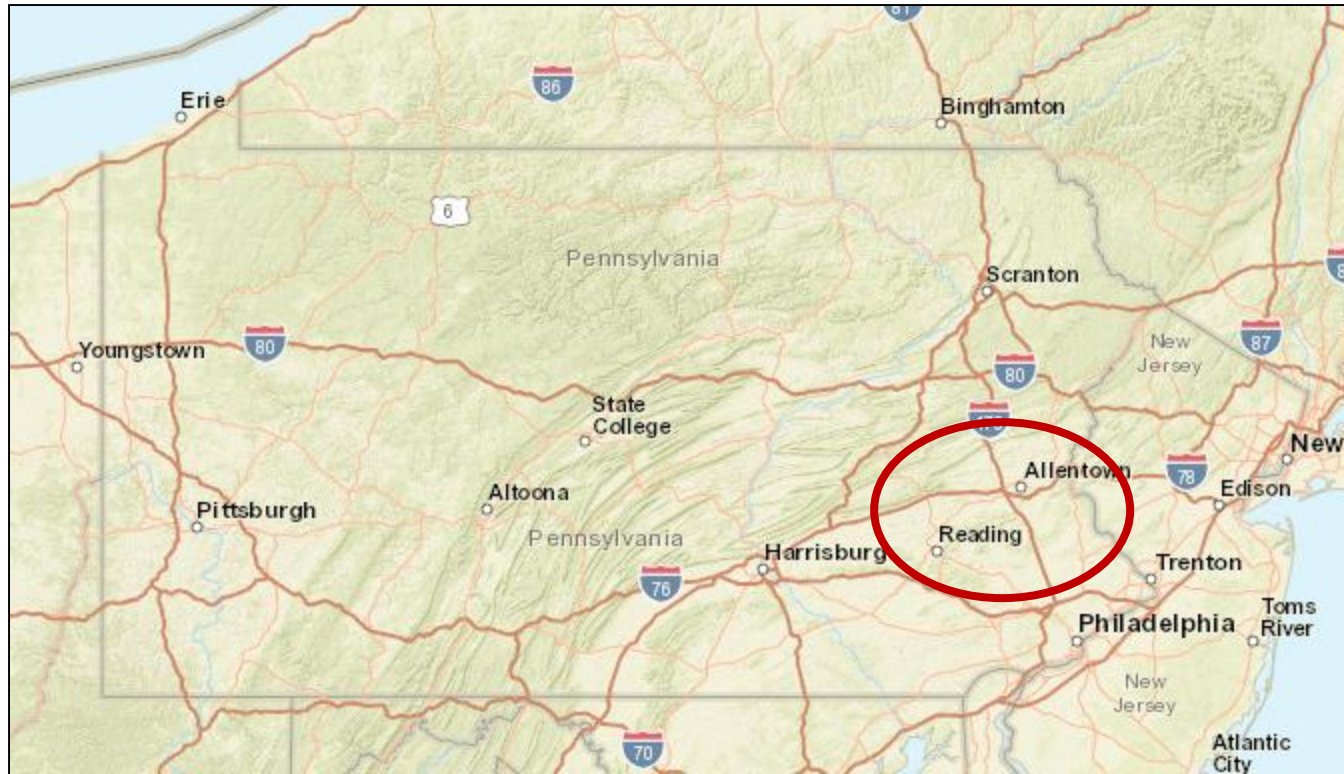 81
86
Erie
Binghamton
6
Pennsylvania
Scranton
87
New
Jersey
80
Youngstown
80
State
College
New
Allentown
78
Edison
Altoona
Pittsburgh
Pennsylvania
Reading
Harrisburg
76
Trenton
Toms
River
Philadelphia
New
Jersey
70
Atlantic
City